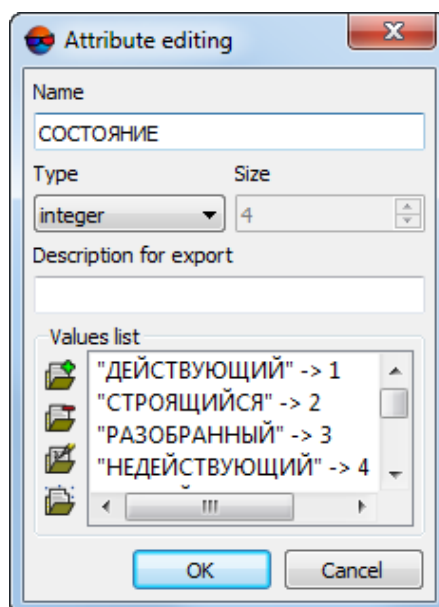 Attribute editing
Name
СОСТОЯНИЕ
Type Size
integer 4
Description for export
Values list
"ДЕЙСТВУЮЩИЙ" -> 1
"СТРОЯЩИЙСЯ" -> 2
"РАЗОБРАННЫЙ" -> 3
"НЕДЕЙСТВУЮЩИЙ" -> 4
OK Cancel